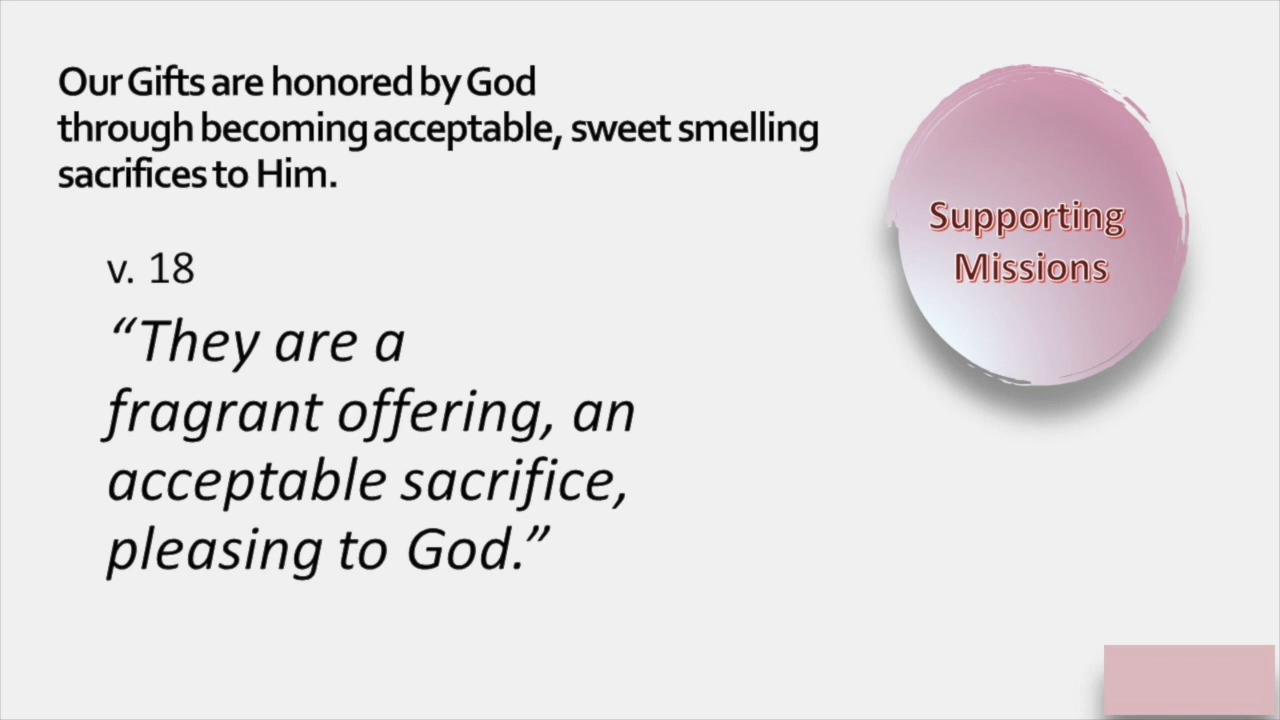 Our Gifts are honored by God
through becoming acceptable, sweet smelling
sacrifices to Him.
Supporting
Missions
v. 18
“They are a
fragrant offering, an
acceptable sacrifice,
pleasing to God.”